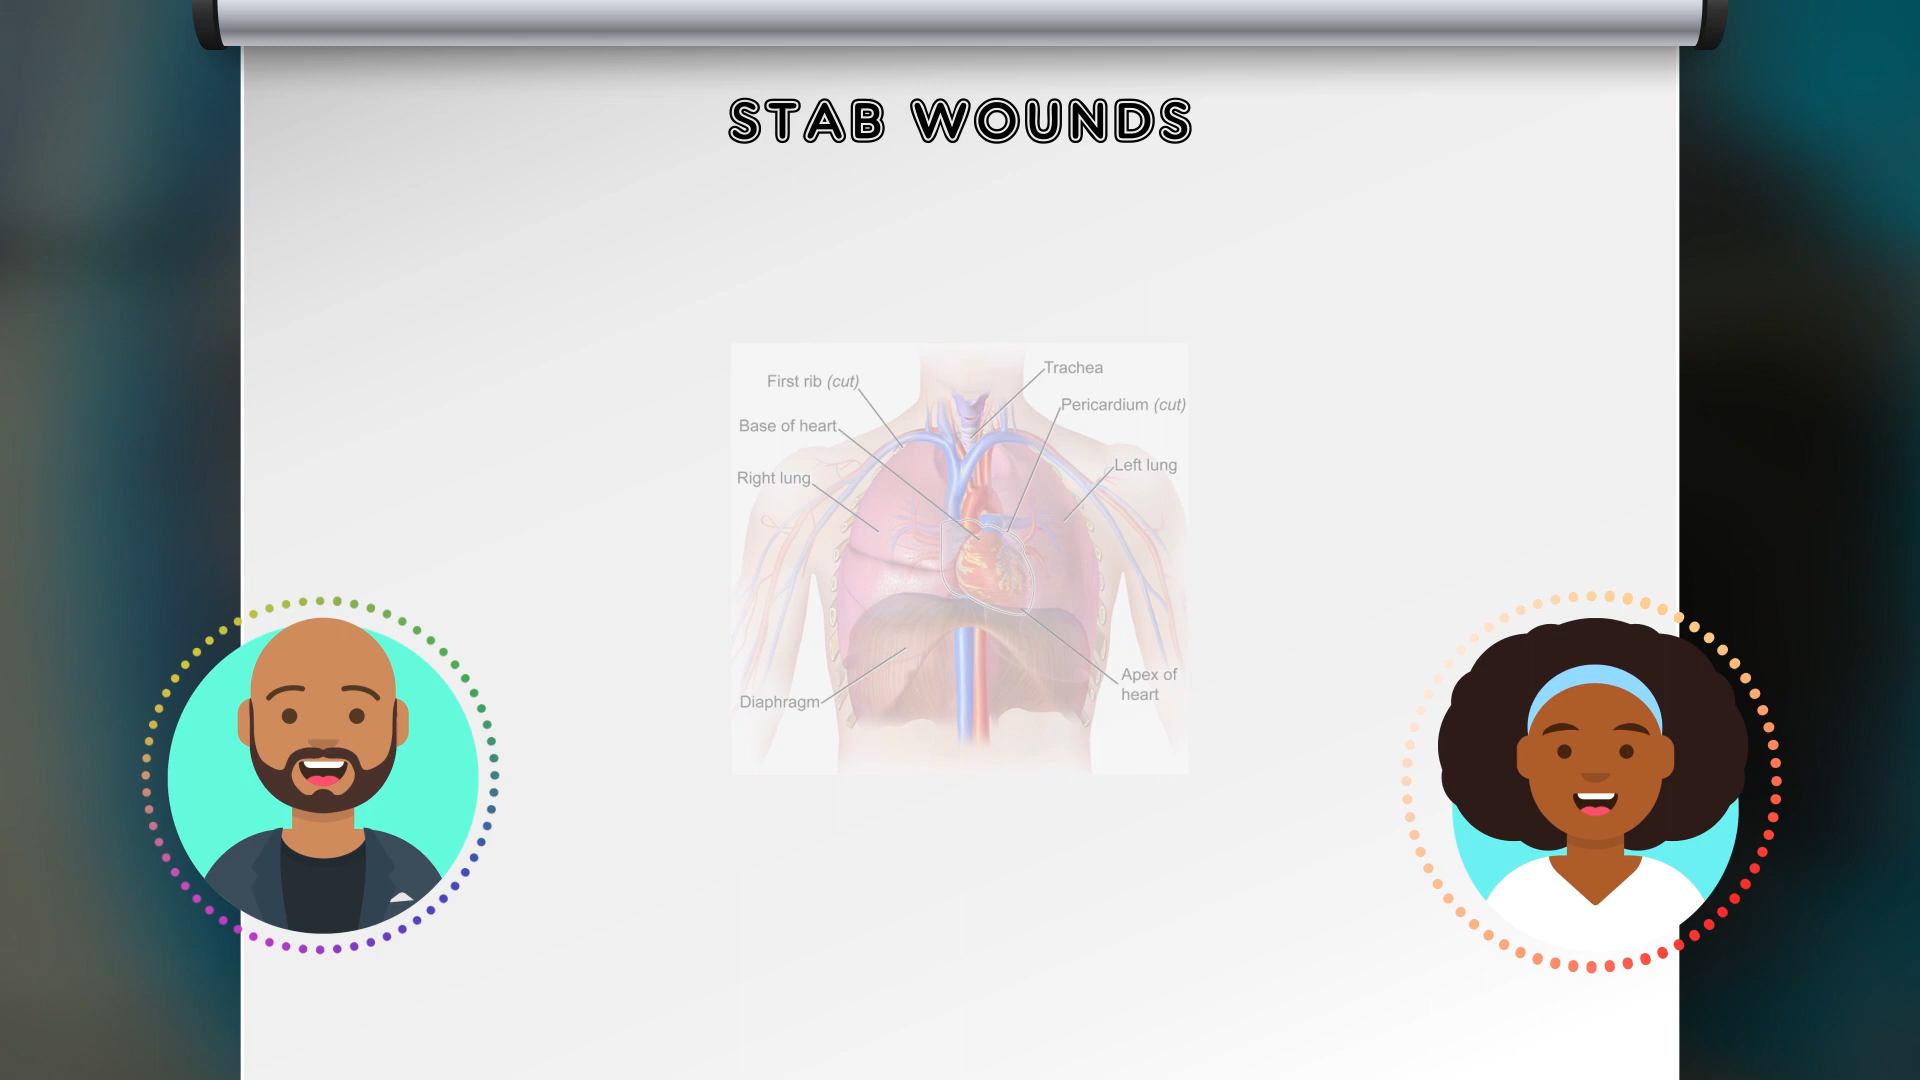 STAB WOUNDS
Trachea
First rib (cut)
Pericardium (cut)
Base of heart
Left lung
Right lung
Apex of
heart
Diaphragm